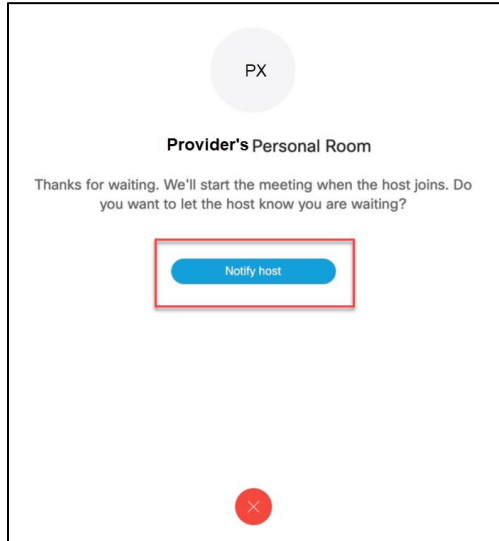 PX
Provider's Personal Room
Thanks for waiting. We'll start the meeting when the host joins. Do
you want to let the host know you are waiting?
Notify host